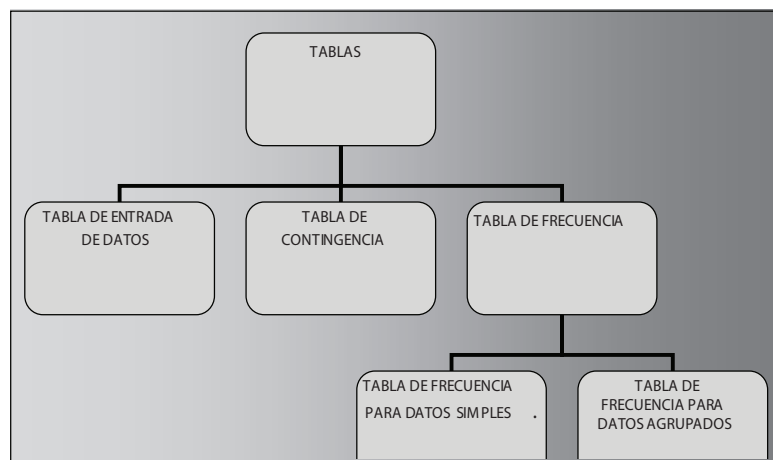 TABLAS
TABLA DE ENTRADA
DE DATOS
TABLA DE
CONTINGENCIA
TABLA DE FRECUENCIA
TABLA DE FRECUENCIA
PARA DATOS SIMPLES .
TABLA DE
FRECUENCIA PARA
DATOS AGRUPADOS